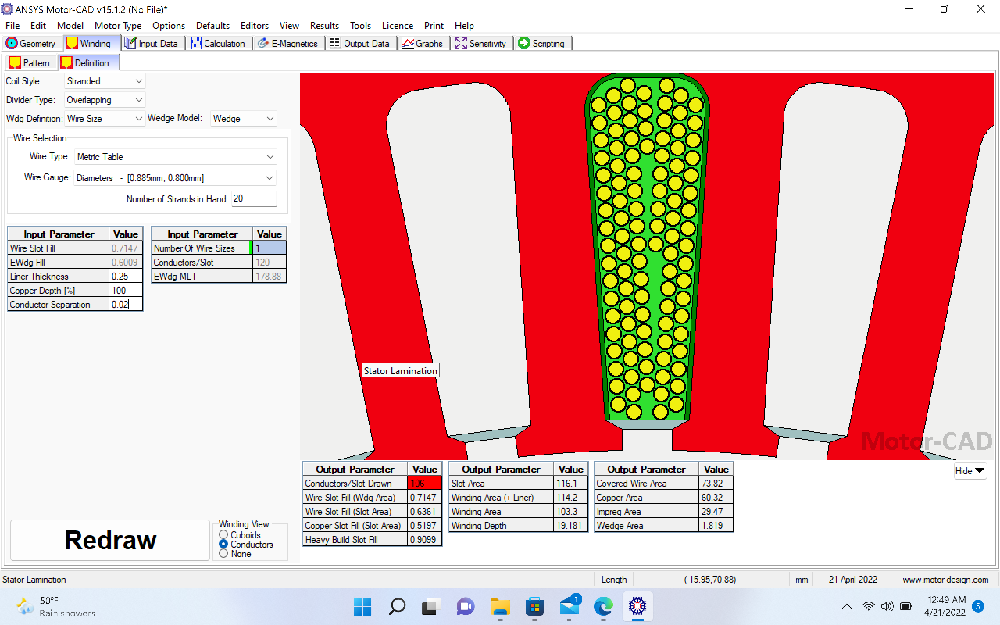 ANSYS Motor-CAD v15.1.2 (No File)*
File Edit Model Motor Type Options Defaults Editors View Results Tools Licence Print Help
Geometry Winding Input Data Calculation E-Magnetics Output Data Graphs Sensitivity Scripting
Pattern Definition
Coil Style: Stranded
Divider Type: Overlapping
Wdg Definition: Wire Size Wedge Model: Wedge
Wire Selection
Wire Type: Metric Table
Wire Gauge: Diameters - [0.885mm, 0.800mm]
Number of Strands in Hand: 20
Input Parameter Value
Wire Slot Fill 0.7147
EWdg Fill 0.6009
Liner Thickness 0.25
Copper Depth [%] 100
Conductor Separation 0.02
Input Parameter Value
Number Of Wire Sizes 1
Conductors/Slot 120
EWdg MLT 178.88
Stator Lamination
Motor-CAD
Output Parameter Value
Conductors/Slot Drawn 106
Wire Slot Fill (Wdg Area) 0.7147
Wire Slot Fill (Slot Area) 0.6361
Copper Slot Fill (Slot Area) 0.5197
Heavy Build Slot Fill 0.9099
Output Parameter Value
Slot Area 116.1
Winding Area (+ Liner) 114.2
Winding Area 103.3
Winding Depth 19.181
Output Parameter Value
Covered Wire Area 73.82
Copper Area 60.32
Impreg Area 29.47
Wedge Area 1.819
Hide
Redraw
Winding View:
Cuboids
Conductors
None
Stator Lamination Length (-15.95,70.88) mm 21 April 2022 www.motor-design.com
50°F
Rain showers
1
12:49 AM
4/21/2022
5